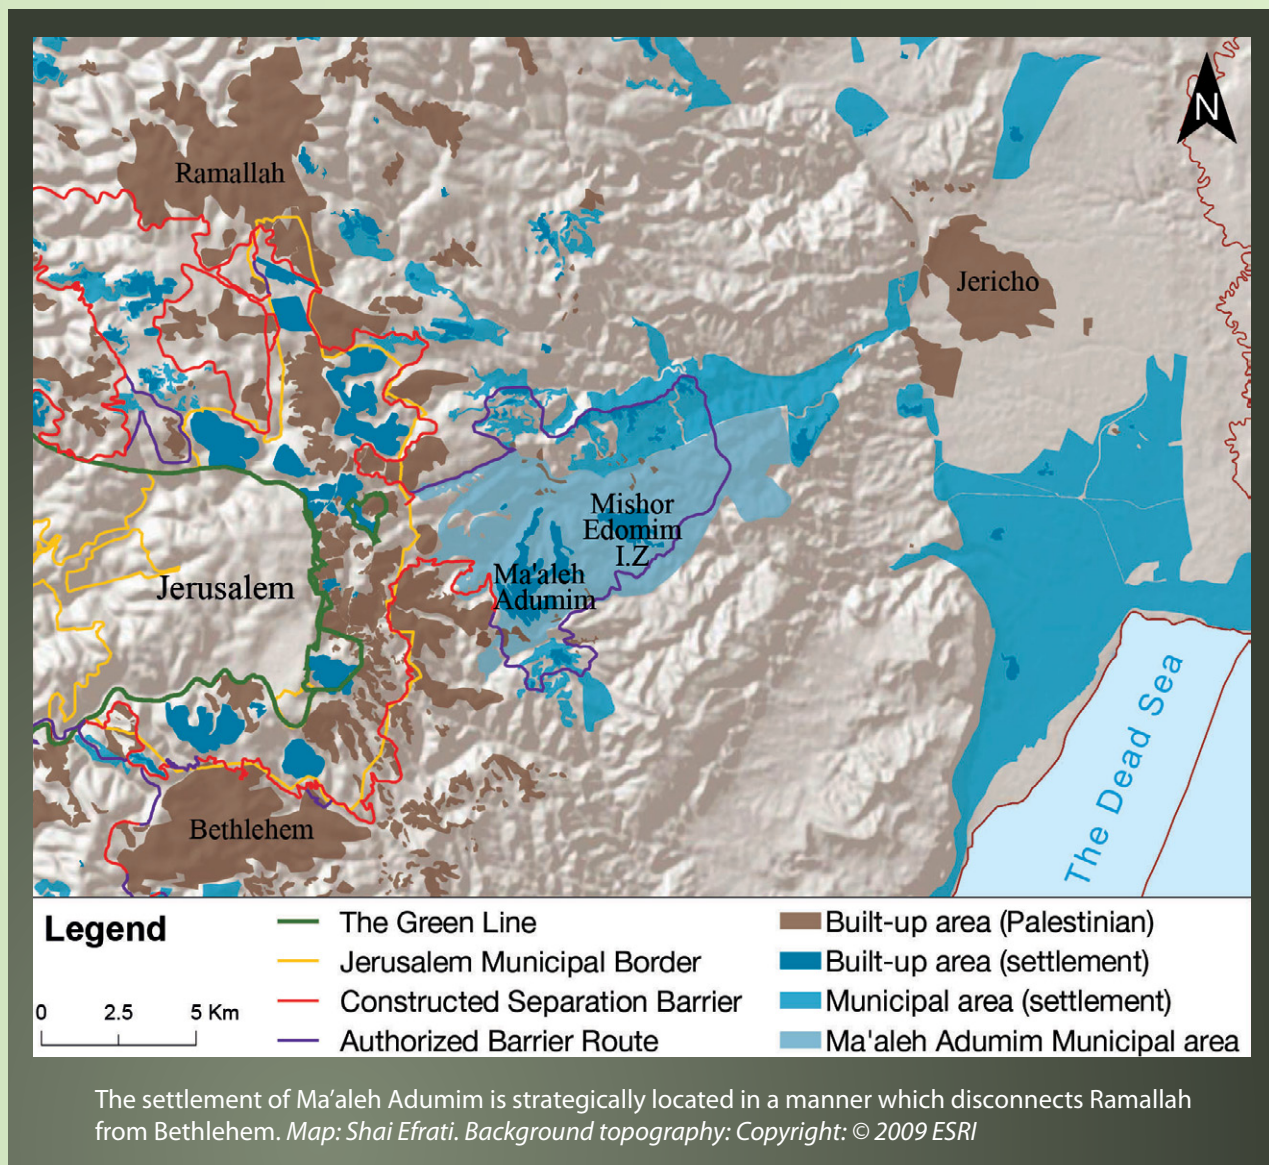 N
Ramallah
Jericho
Mishor
Edomim
I.Z
Ma'aleh
Adumim
Jerusalem
The Dead Sea
Bethlehem
Legend
0 2.5 5 Km
The Green Line
Jerusalem Municipal Border
Constructed Separation Barrier
Authorized Barrier Route
Built-up area (Palestinian)
Built-up area (settlement)
Municipal area (settlement)
Ma'aleh Adumim Municipal area
The settlement of Ma’aleh Adumim is strategically located in a manner which disconnects Ramallah
from Bethlehem. Map: Shai Efrati. Background topography: Copyright: © 2009 ESRI